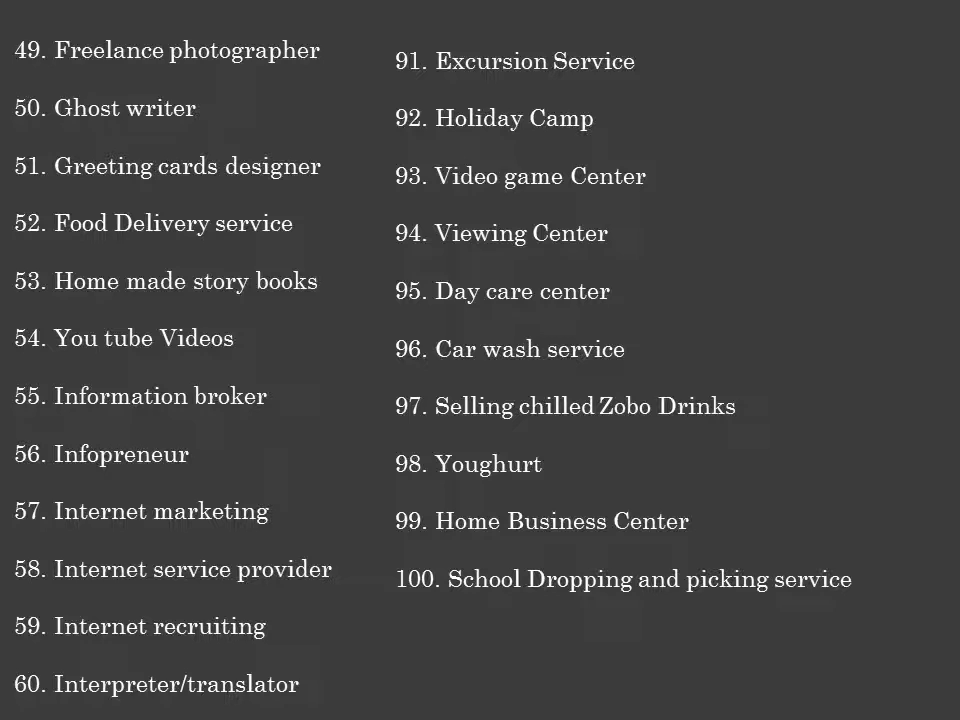 49. Freelance photographer
50. Ghost writer
51. Greeting cards designer
52. Food Delivery service
53. Home made story books
54. You tube Videos
55. Information broker
56. Infopreneur
57. Internet marketing
58. Internet service provider
59. Internet recruiting
60. Interpreter/translator
91. Excursion Service
92. Holiday Camp
93. Video game Center
94. Viewing Center
95. Day care center
96. Car wash service
97. Selling chilled Zobo Drinks
98. Youghurt
99. Home Business Center
100. School Dropping and picking service